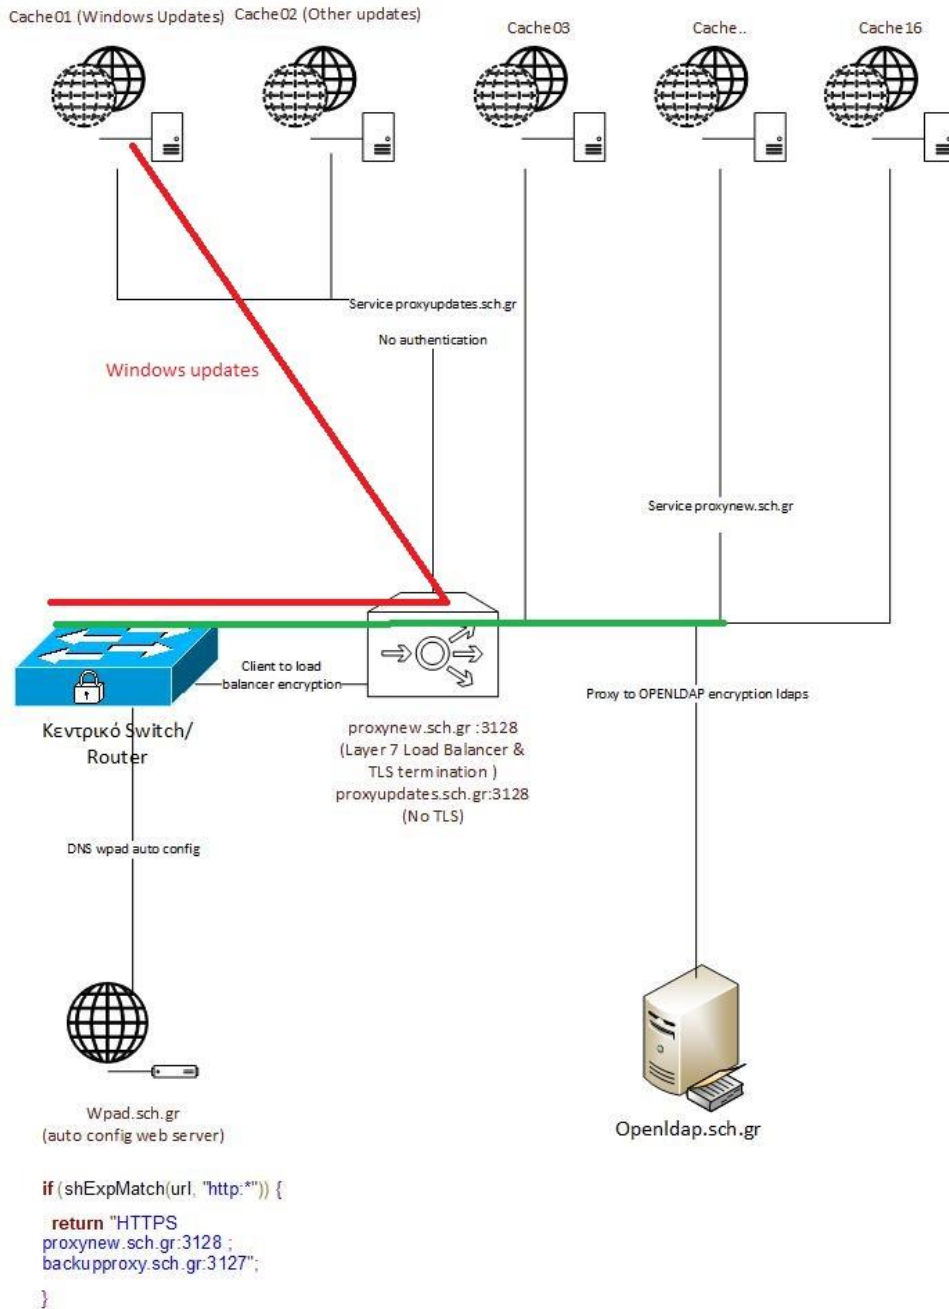 Cache01 (Windows Updates)
Cache02 (Other updates)
Cache03
Cache..
Cache16
Service proxyupdates.sch.gr
No authentication
Windows updates
Service proxynew.sch.gr
Client to load
balancer encryption
Proxy to OPENLDAP encryption ldaps
Κεντρικό Switch/
Router
proxynew.sch.gr :3128
(Layer 7 Load Balancer &
TLS termination )
proxyupdates.sch.gr:3128
(No TLS)
DNS wpad auto config
Wpad.sch.gr
(auto config web server)
Openldap.sch.gr
if (shExpMatch(url, "http:*")) {
return "HTTPS
proxynew.sch.gr:3128 ;
backupproxy.sch.gr:3127";
}